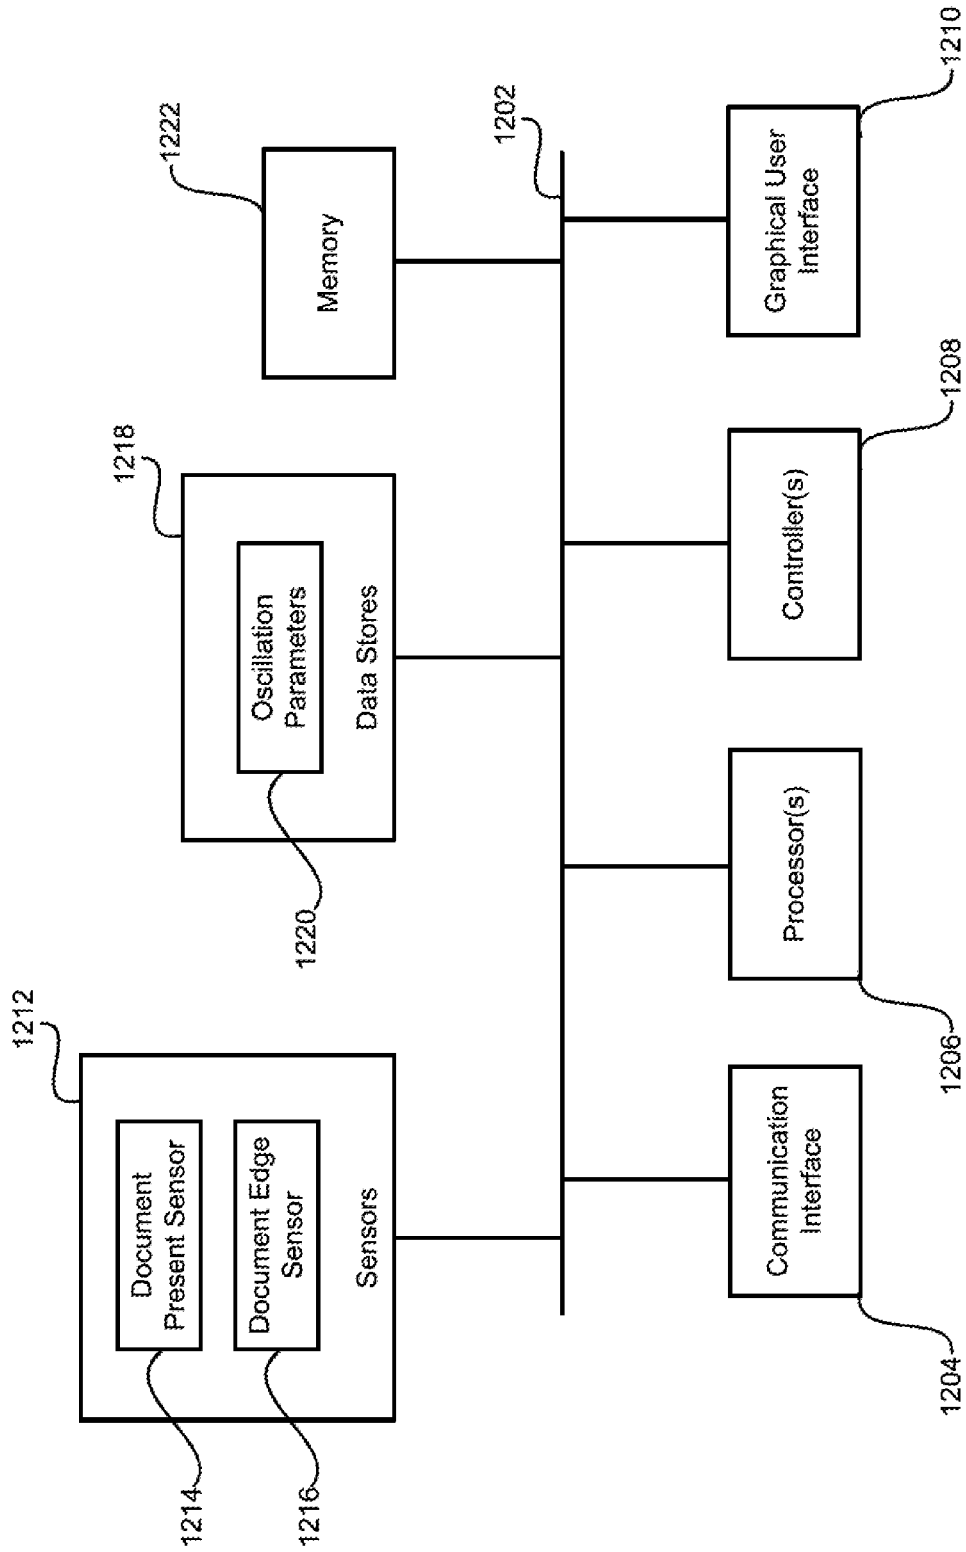 1212
1218
1222
Document
Present Sensor
Document Edge
Sensor
Sensors
1214
1216
Oscillation
Parameters
Data Stores
1220
Memory
1202
Communication
Interface
Processor(s)
Controller(s)
Graphical User
Interface
1204
1206
1208
1210